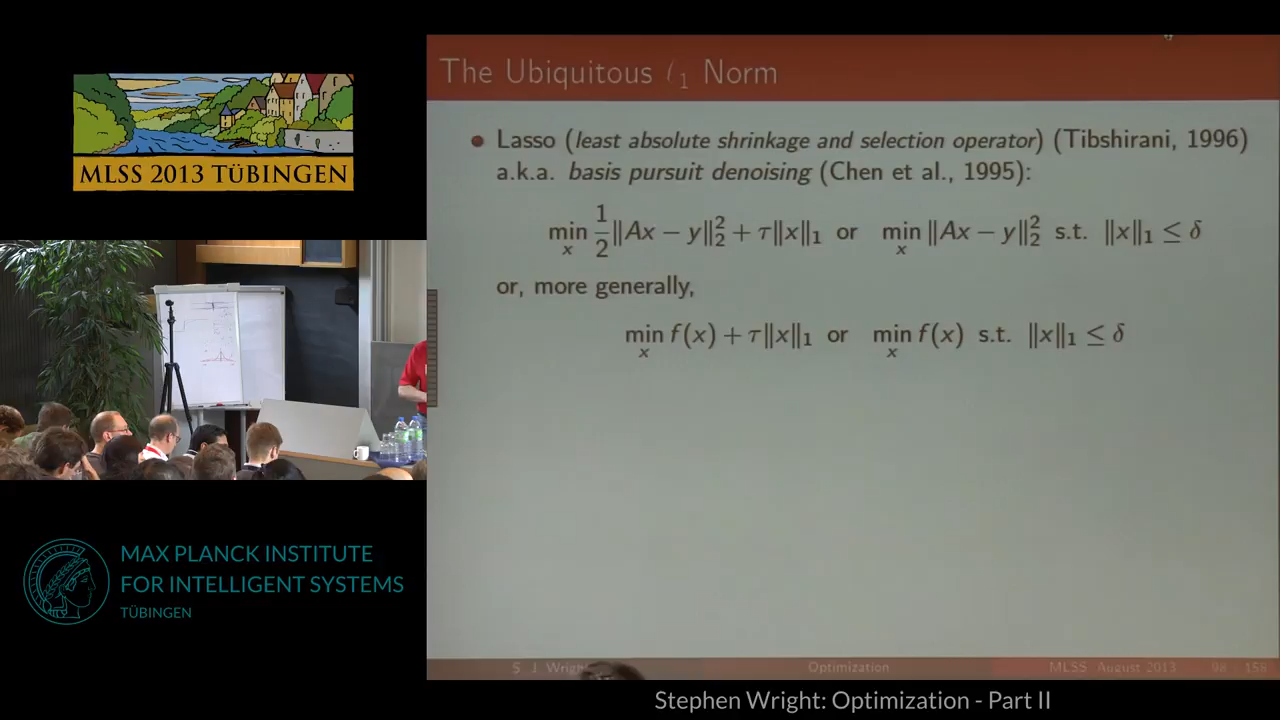 MLSS 2013 TÜBINGEN
MAX PLANCK INSTITUTE
FOR INTELLIGENT SYSTEMS
TÜBINGEN
The Ubiquitous ℓ₁ Norm
• Lasso (least absolute shrinkage and selection operator) (Tibshirani, 1996)
a.k.a. basis pursuit denoising (Chen et al., 1995):
min_x 1/2 ‖Ax − y‖₂² + τ‖x‖₁ or min_x ‖Ax − y‖₂² s.t. ‖x‖₁ ≤ δ
or, more generally,
min_x f(x) + τ‖x‖₁ or min_x f(x) s.t. ‖x‖₁ ≤ δ
S. J. Wright Optimization MLSS, August 2013 98 / 158
Stephen Wright: Optimization - Part II